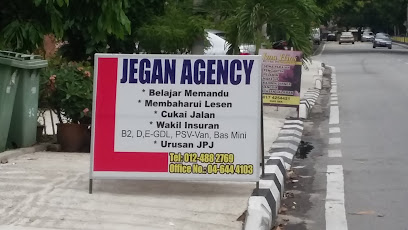 JEGAN AGENCY
* Belajar Memandu
* Membaharui Lesen
* Cukai Jalan
* Wakil Insuran
B2, D,E-GDL, PSV-Van, Bas Mini
* Urusan JPJ
Tel: 012-488 2769
Office No.: 04-644 4103